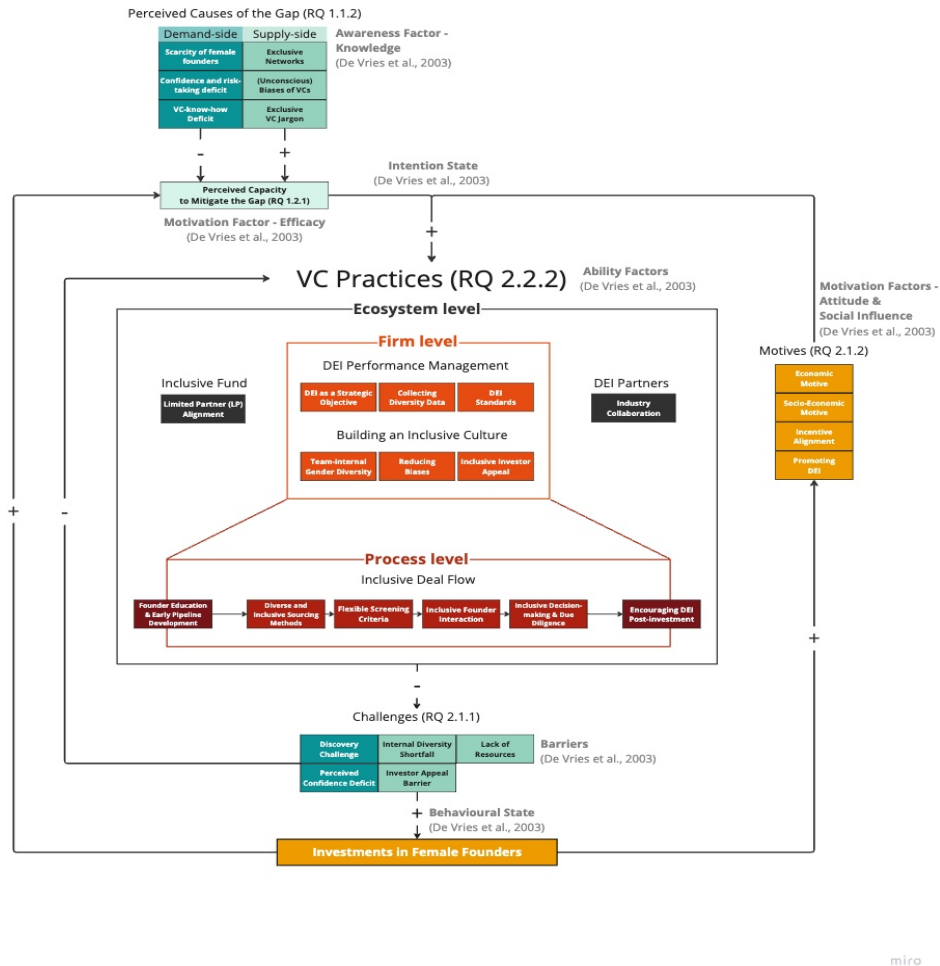 Perceived Causes of the Gap (RQ 1.1.2)
Demand-side
Supply-side
Awareness Factor -
Knowledge
(De Vries et al., 2003)
Scarcity of female
founders
Exclusive
Networks
Confidence and risk-
taking deficit
(Unconscious)
Biases of VCs
VC-know-how
Deficit
Exclusive
VC Jargon
-
+
Intention State
(De Vries et al., 2003)
Perceived Capacity
to Mitigate the Gap (RQ 1.2.1)
Motivation Factor - Efficacy
(De Vries et al., 2003)
+
VC Practices (RQ 2.2.2)
Ability Factors
(De Vries et al., 2003)
Motivation Factors -
Attitude &
Social Influence
(De Vries et al., 2003)
Ecosystem level
Firm level
DEI Performance Management
Motives (RQ 2.1.2)
Inclusive Fund
Limited Partner (LP)
Alignment
DEI as a Strategic
Objective
Collecting
Diversity Data
DEI
Standards
DEI Partners
Industry
Collaboration
Economic
Motive
Socio-Economic
Motive
Incentive
Alignment
Promoting
DEI
Building an Inclusive Culture
Team-internal
Gender Diversity
Reducing
Biases
Inclusive Investor
Appeal
+
-
Process level
Inclusive Deal Flow
Founder Education
& Early Pipeline
Development
Diverse and
Inclusive Sourcing
Methods
Flexible Screening
Criteria
Inclusive Founder
Interaction
Inclusive Decision-
making & Due
Diligence
Encouraging DEI
Post-investment
+
-
Challenges (RQ 2.1.1)
Discovery
Challenge
Internal Diversity
Shortfall
Lack of
Resources
Barriers
(De Vries et al., 2003)
Perceived
Confidence Deficit
Investor Appeal
Barrier
+
Behavioural State
(De Vries et al., 2003)
Investments in Female Founders
miro